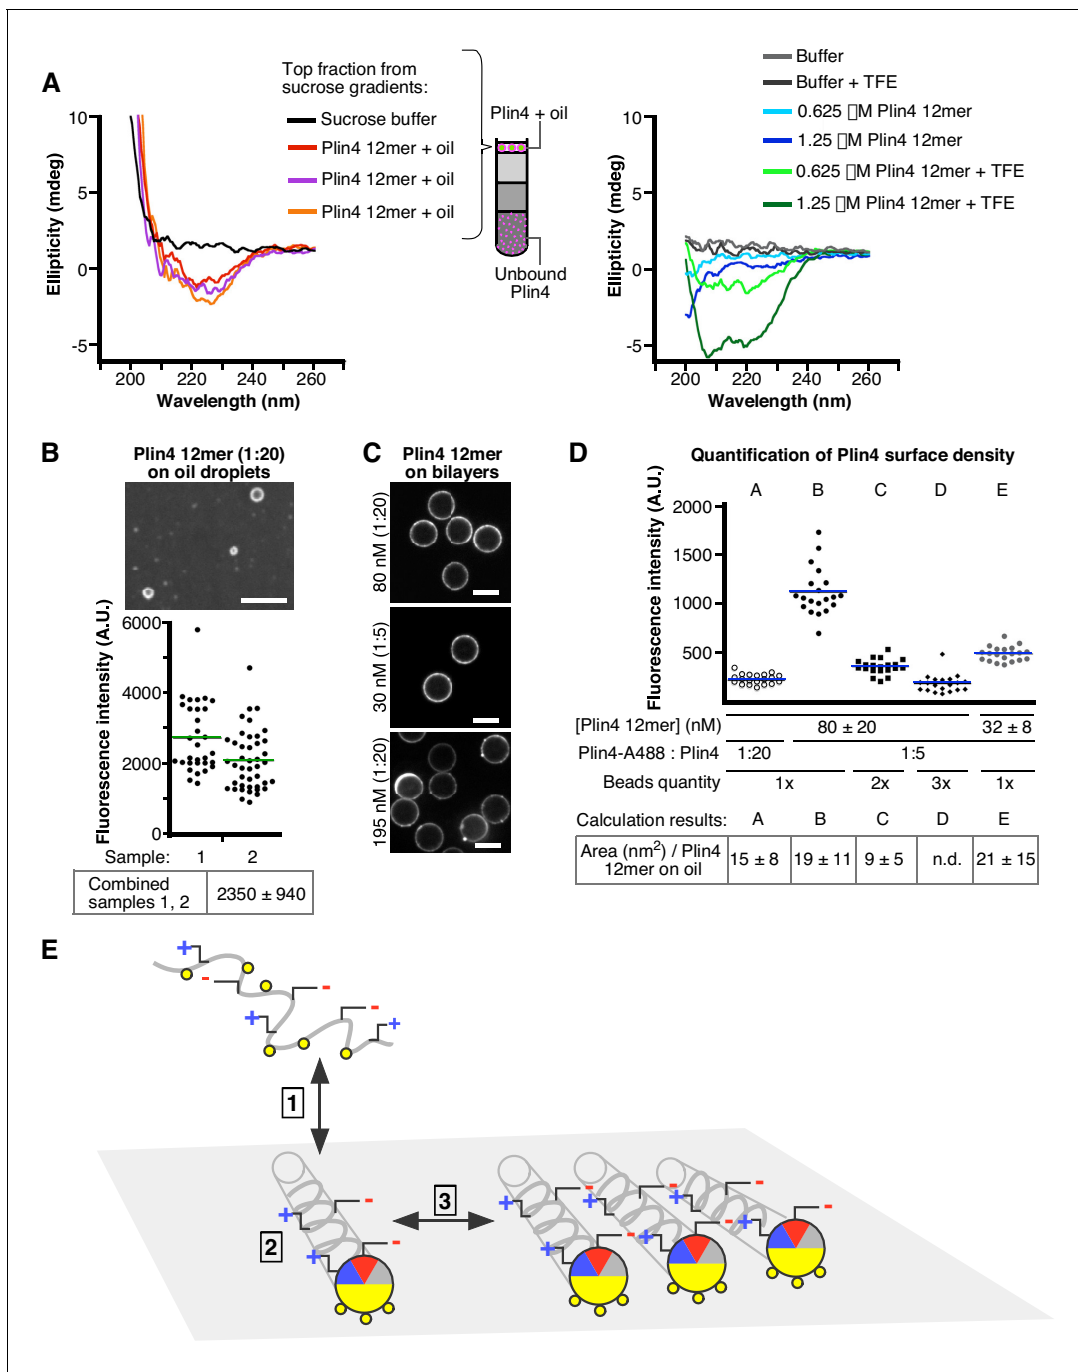 A
Top fraction from
sucrose gradients:
Sucrose buffer
Plin4 12mer + oil
Plin4 12mer + oil
Plin4 12mer + oil
Plin4 + oil
Unbound
Plin4
10
5
0
-5
Ellipticity (mdeg)
200 220 240 260
Wavelength (nm)
Buffer
Buffer + TFE
0.625 □M Plin4 12mer
1.25 □M Plin4 12mer
0.625 □M Plin4 12mer + TFE
1.25 □M Plin4 12mer + TFE
10
5
0
-5
Ellipticity (mdeg)
200 220 240 260
Wavelength (nm)
B
Plin4 12mer (1:20)
on oil droplets
6000
4000
2000
0
Fluorescence intensity (A.U.)
Sample: 1 2
Combined
samples 1, 2
2350 ± 940
C
Plin4 12mer
on bilayers
80 nM (1:20)
30 nM (1:5)
195 nM (1:20)
D
Quantification of Plin4 surface density
A B C D E
2000
1500
1000
500
Fluorescence intensity (A.U.)
[Plin4 12mer] (nM) 80 ± 20 32 ± 8
Plin4-A488 : Plin4 1:20 1:5
Beads quantity 1x 2x 3x 1x
Calculation results: A B C D E
Area (nm²) / Plin4
12mer on oil
15 ± 8 19 ± 11 9 ± 5 n.d. 21 ± 15
E
+
-
-
+
-
+
1
2
3
-
+
-
+
-
-
-
+
+
+
-
-
-
+
+
+